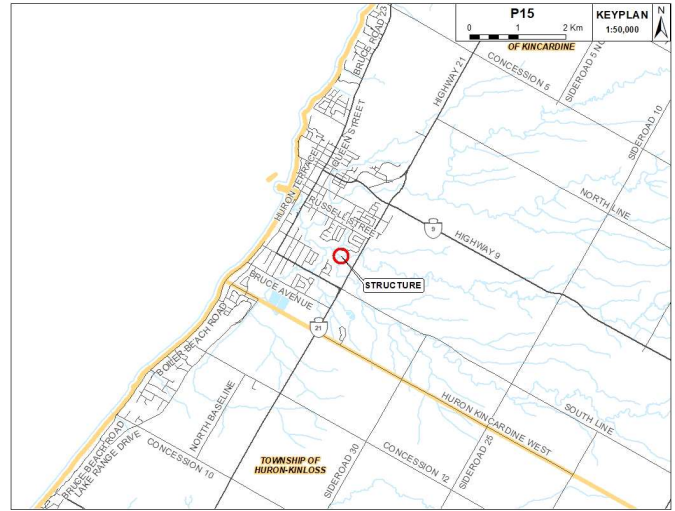 P15
0 1 2 Km
KEYPLAN
1:50,000
N
OF KINCARDINE
BRUCE ROAD 23
CONCESSION 5
SIDEROAD 5 NO
HIGHWAY 21
SIDEROAD 10
QUEEN STREET
HURON TERRACE
RUSSELL STREET
NORTH LINE
9
HIGHWAY 9
STRUCTURE
BRUCE AVENUE
21
BOILER-BEACH ROAD
NORTH BASELINE
HURON KINCARDINE WEST
SOUTH LINE
BRUCE-BEACH ROAD
LAKE RANGE DRIVE
CONCESSION 10
TOWNSHIP OF
HURON-KINLOSS
SIDEROAD 30
CONCESSION 12
SIDEROAD 25